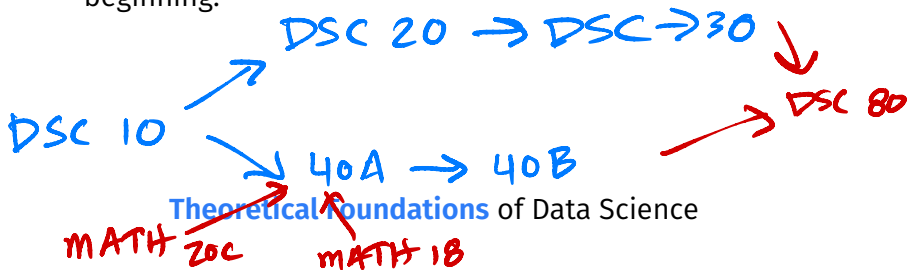 beginning.
DSC 20 → DSC → 30
DSC 80
DSC 10
40A → 40B
Theoretical Foundations of Data Science
MATH 20C
MATH 18